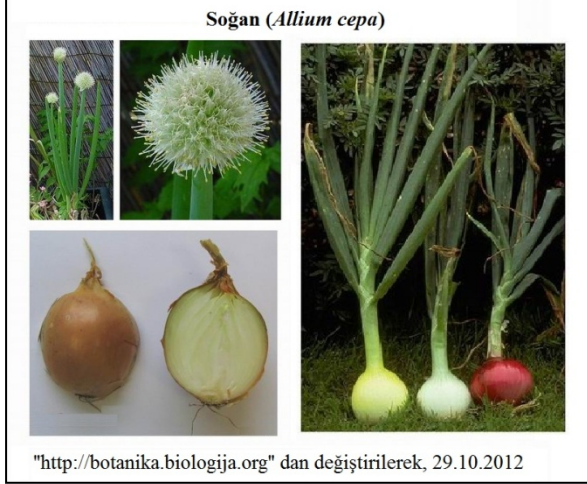 Soğan (Allium cepa)
"http://botanika.biologija.org" dan değiştirilerek, 29.10.2012